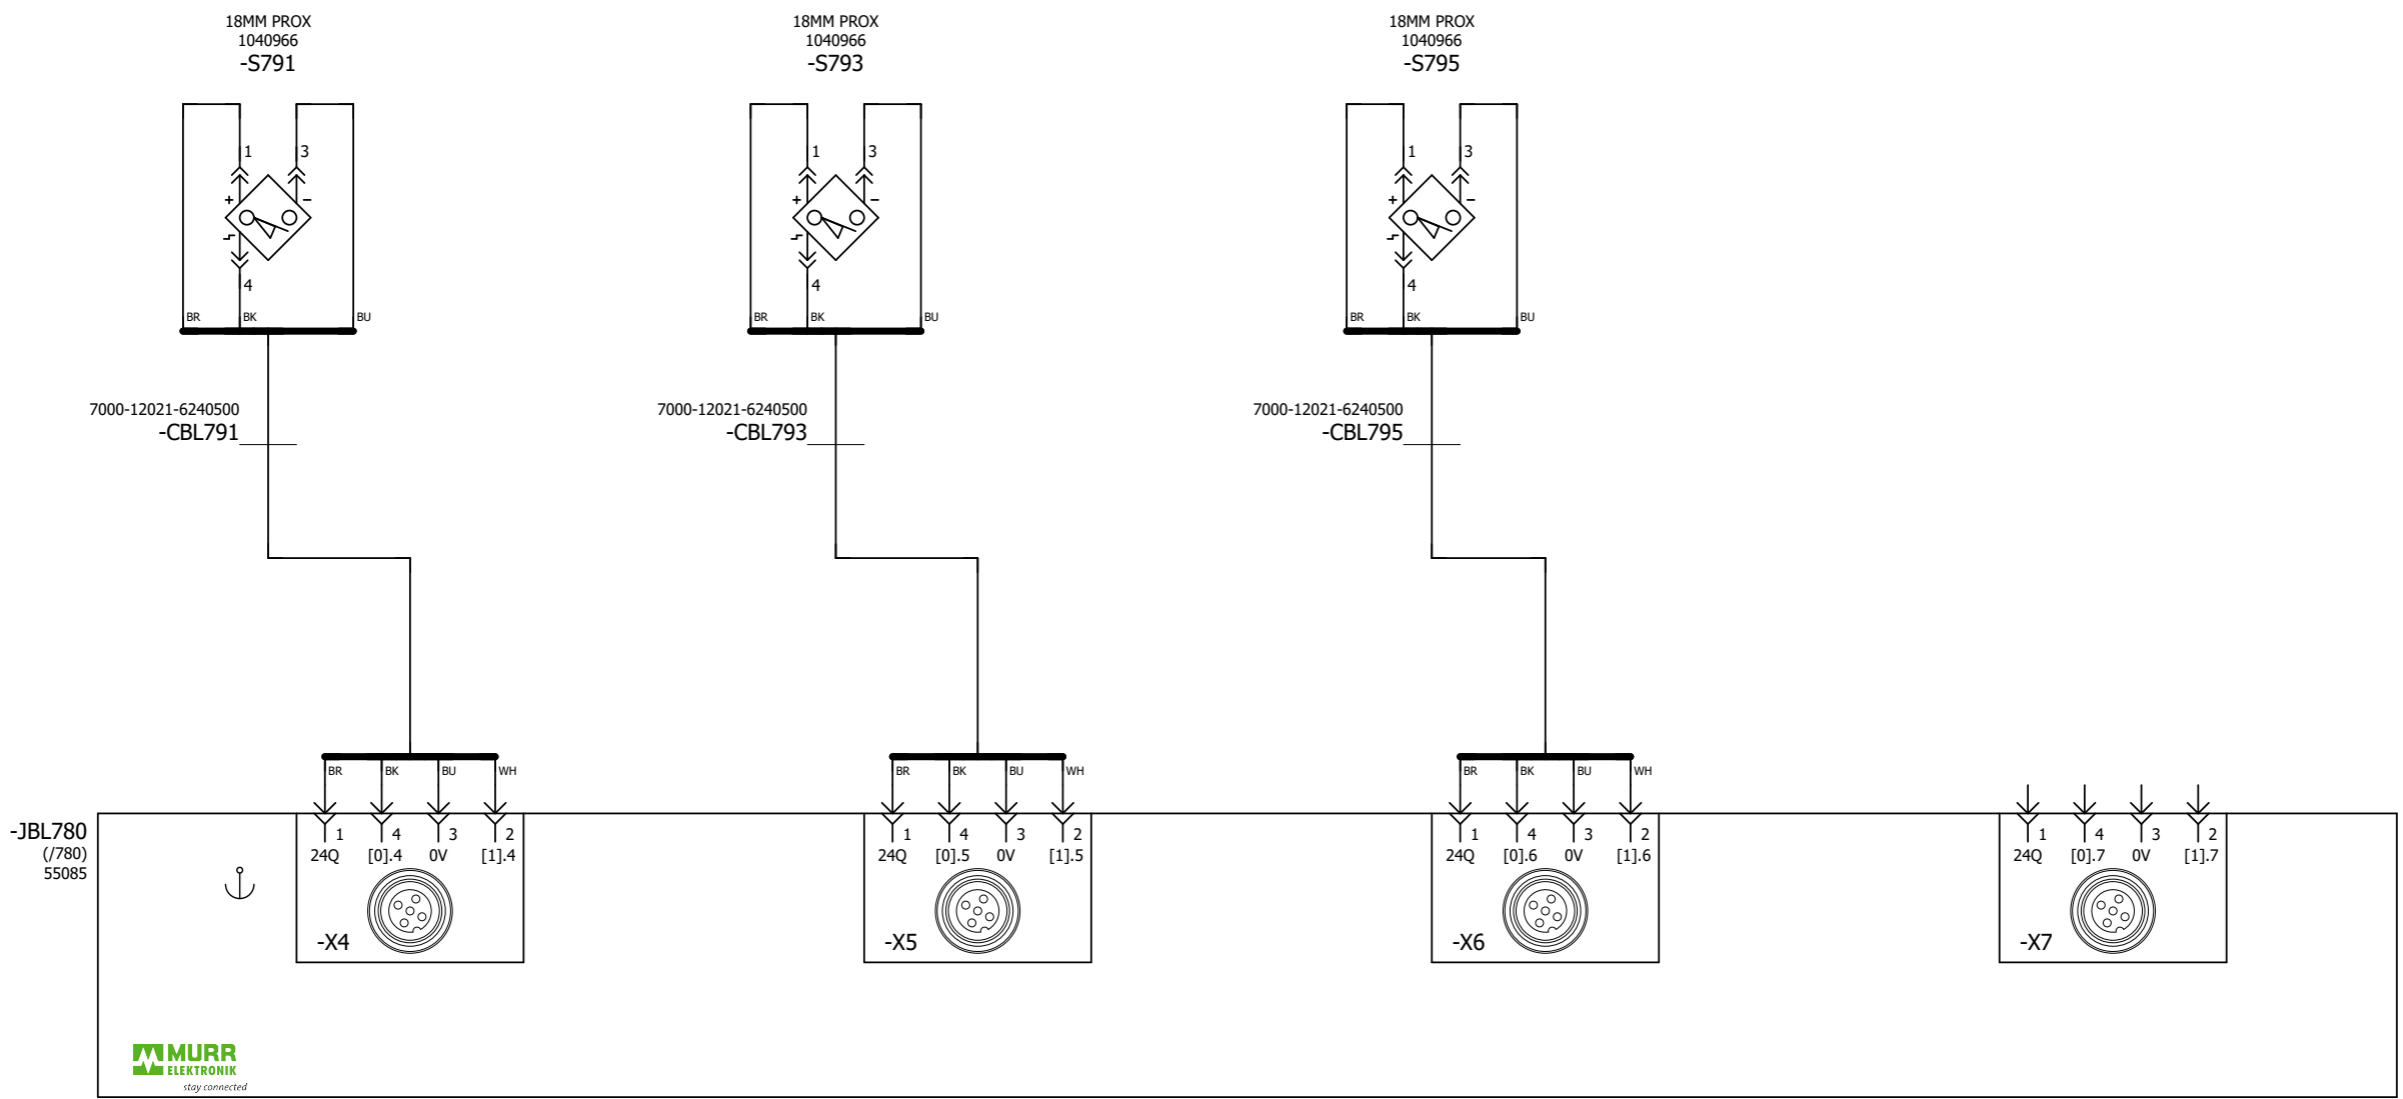 18MM PROX
1040966
-S791
1 3
+ −
4
BR BK BU
7000-12021-6240500
-CBL791
18MM PROX
1040966
-S793
1 3
+ −
4
BR BK BU
7000-12021-6240500
-CBL793
18MM PROX
1040966
-S795
1 3
+ −
4
BR BK BU
7000-12021-6240500
-CBL795
-JBL780
(/780)
55085
BR BK BU WH
1 4 3 2
24Q [0].4 0V [1].4
-X4
BR BK BU WH
1 4 3 2
24Q [0].5 0V [1].5
-X5
BR BK BU WH
1 4 3 2
24Q [0].6 0V [1].6
-X6
1 4 3 2
24Q [0].7 0V [1].7
-X7
MURR
ELEKTRONIK
stay connected